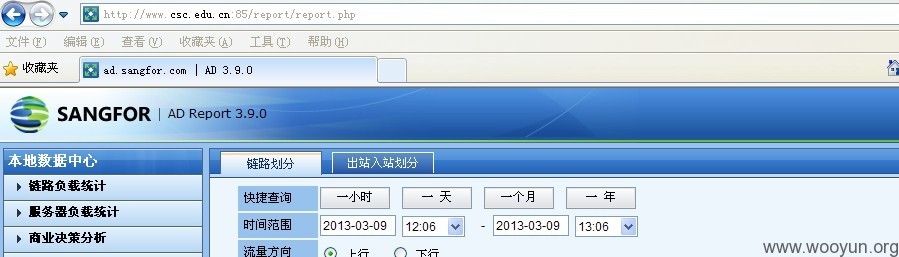 http://www.csc.edu.cn:85/report/report.php
文件(F) 编辑(E) 查看(V) 收藏夹(A) 工具(T) 帮助(H)
收藏夹 ad.sangfor.com | AD 3.9.0
SANGFOR | AD Report 3.9.0
本地数据中心 链路划分 出站入站划分
链路负载统计 快捷查询 一小时 一 天 一个月 一 年
服务器负载统计 时间范围 2013-03-09 12:06 - 2013-03-09 13:06
商业决策分析 流量方向 上行 下行
www.wooyun.org